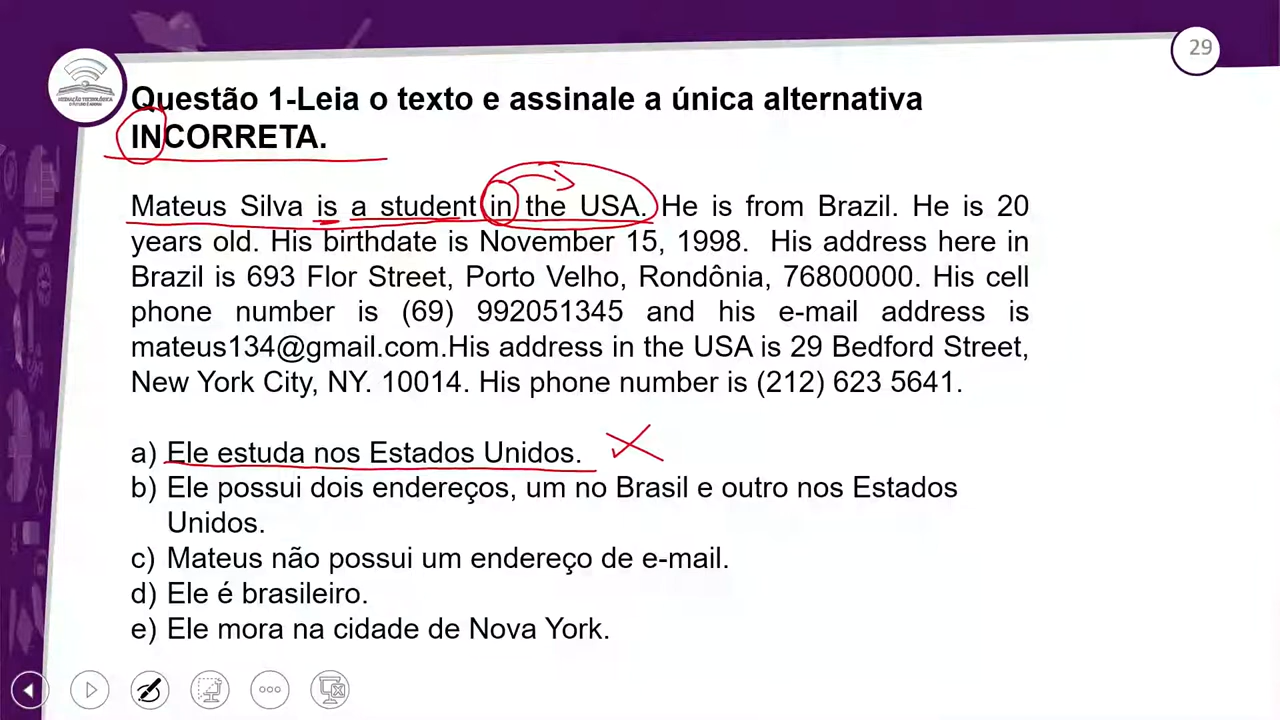 29
Questão 1-Leia o texto e assinale a única alternativa
INCORRETA.
Mateus Silva is a student in the USA. He is from Brazil. He is 20
years old. His birthdate is November 15, 1998.  His address here in
Brazil is 693 Flor Street, Porto Velho, Rondônia, 76800000. His cell
phone number is (69) 992051345 and his e-mail address is
mateus134@gmail.com.His address in the USA is 29 Bedford Street,
New York City, NY. 10014. His phone number is (212) 623 5641.
a) Ele estuda nos Estados Unidos.
b) Ele possui dois endereços, um no Brasil e outro nos Estados
Unidos.
c) Mateus não possui um endereço de e-mail.
d) Ele é brasileiro.
e) Ele mora na cidade de Nova York.